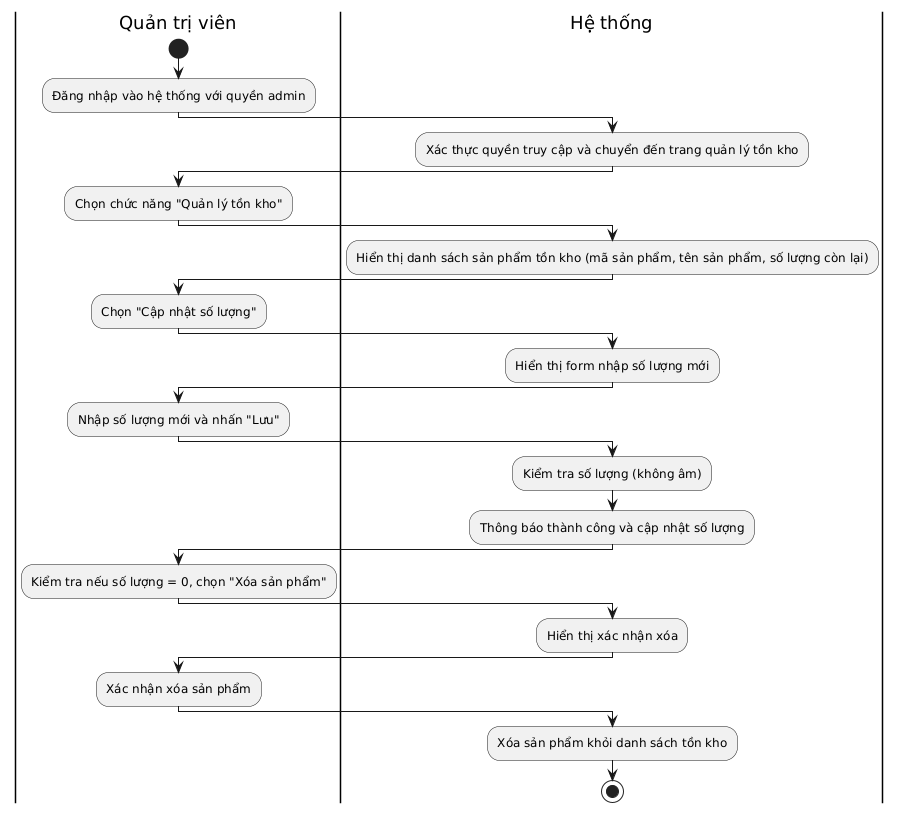 Quản trị viên
Hệ thống
Đăng nhập vào hệ thống với quyền admin
Xác thực quyền truy cập và chuyển đến trang quản lý tồn kho
Chọn chức năng "Quản lý tồn kho"
Hiển thị danh sách sản phẩm tồn kho (mã sản phẩm, tên sản phẩm, số lượng còn lại)
Chọn "Cập nhật số lượng"
Hiển thị form nhập số lượng mới
Nhập số lượng mới và nhấn "Lưu"
Kiểm tra số lượng (không âm)
Thông báo thành công và cập nhật số lượng
Kiểm tra nếu số lượng = 0, chọn "Xóa sản phẩm"
Hiển thị xác nhận xóa
Xác nhận xóa sản phẩm
Xóa sản phẩm khỏi danh sách tồn kho